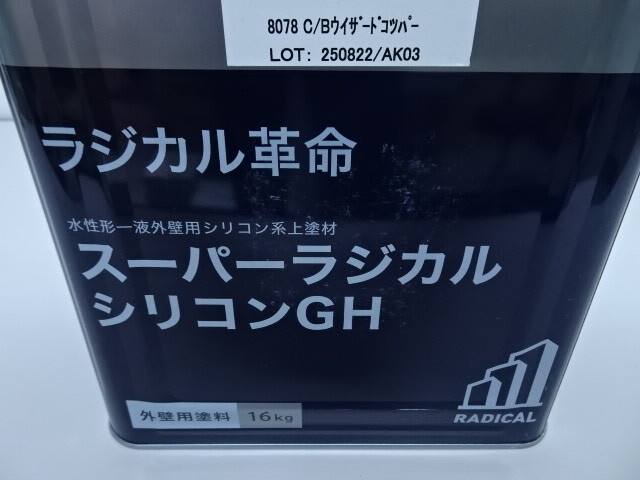 8078 C/Bｳｲｻﾞｰﾄﾞｺﾂﾊﾟｰ
LOT: 250822/AK03
ラジカル革命
水性形一液外壁用シリコン系上塗材
スーパーラジカル
シリコンGH
外壁用塗料 16kg
RADICAL